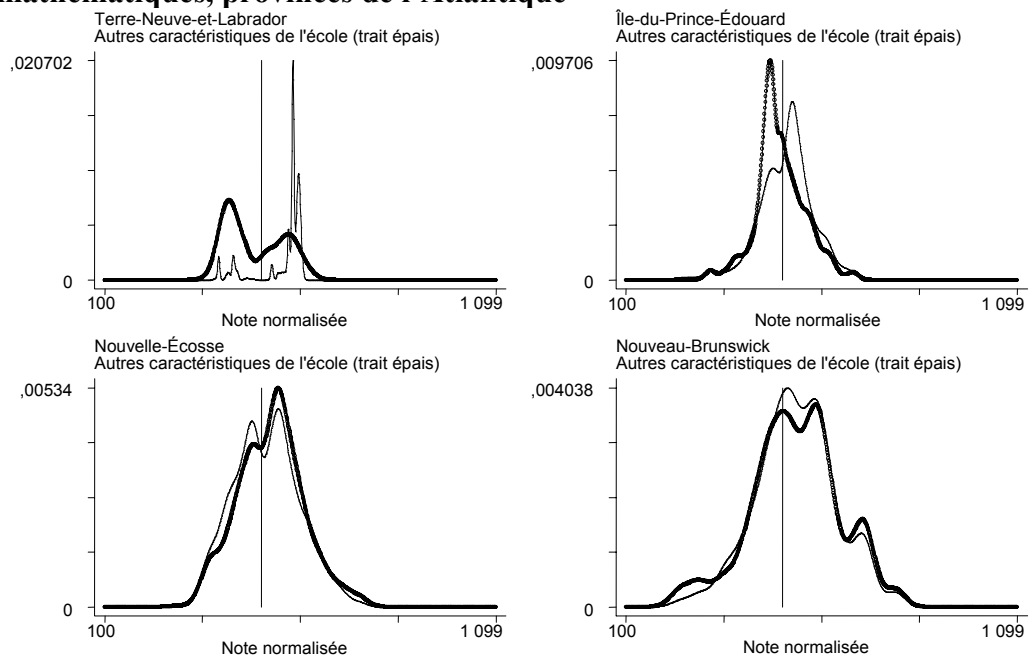 mathématiques, provinces de l'Atlantique
Terre-Neuve-et-Labrador
Autres caractéristiques de l'école (trait épais)
,020702
0
100
1 099
Note normalisée
Île-du-Prince-Édouard
Autres caractéristiques de l'école (trait épais)
,009706
0
100
1 099
Note normalisée
Nouvelle-Écosse
Autres caractéristiques de l'école (trait épais)
,00534
0
100
1 099
Note normalisée
Nouveau-Brunswick
Autres caractéristiques de l'école (trait épais)
,004038
0
100
1 099
Note normalisée